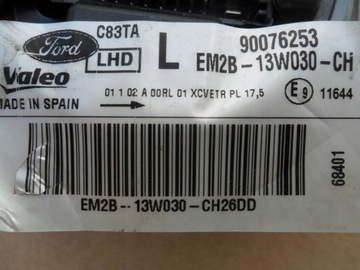 Ford
C83TA
LHD
L
90076253
EM2B-13W030-CH
Valeo
MADE IN SPAIN
01 1 02 A 00RL 01 XCVETR PL 17,5
E9 11644
68401
EM2B--13W030-CH26DD